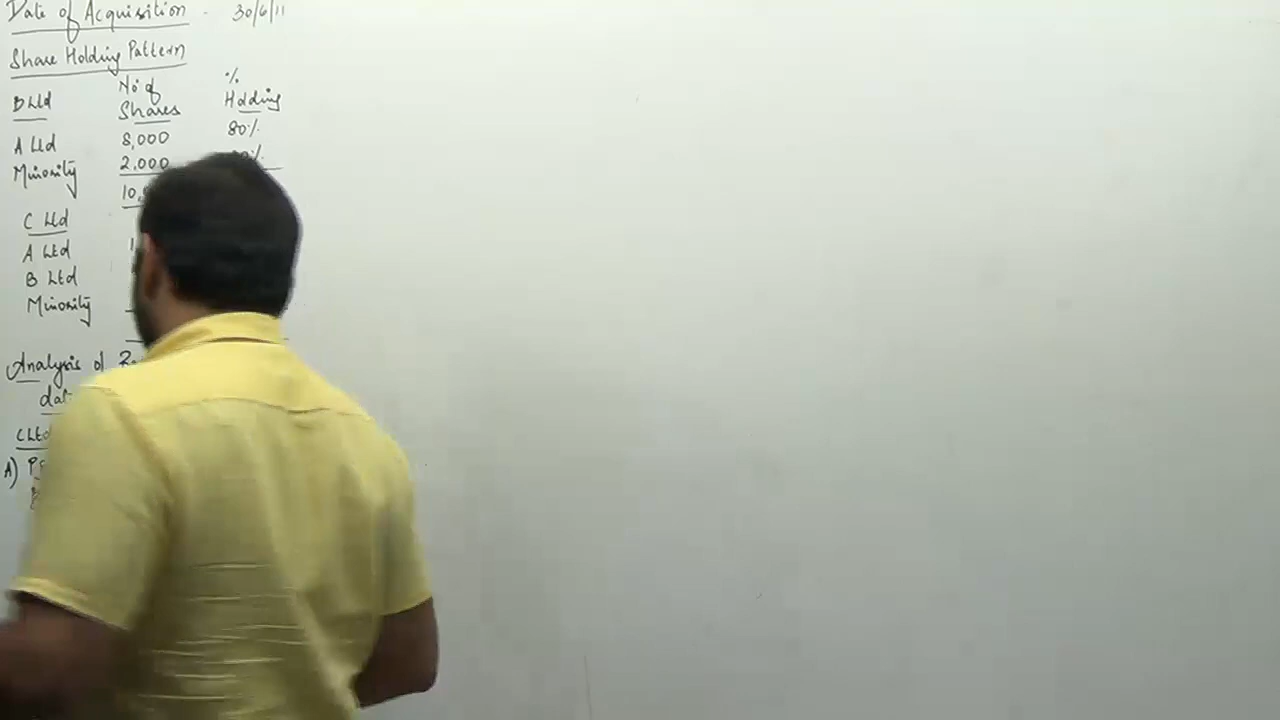 Date of Acquisition - 30/6/11
Share Holding Pattern
B Ltd No of Shares % Holding
A Ltd 8,000 80%
Minority 2,000
10,
C Ltd
A Ltd
B Ltd
Minority
Analysis of
C Ltd
A)